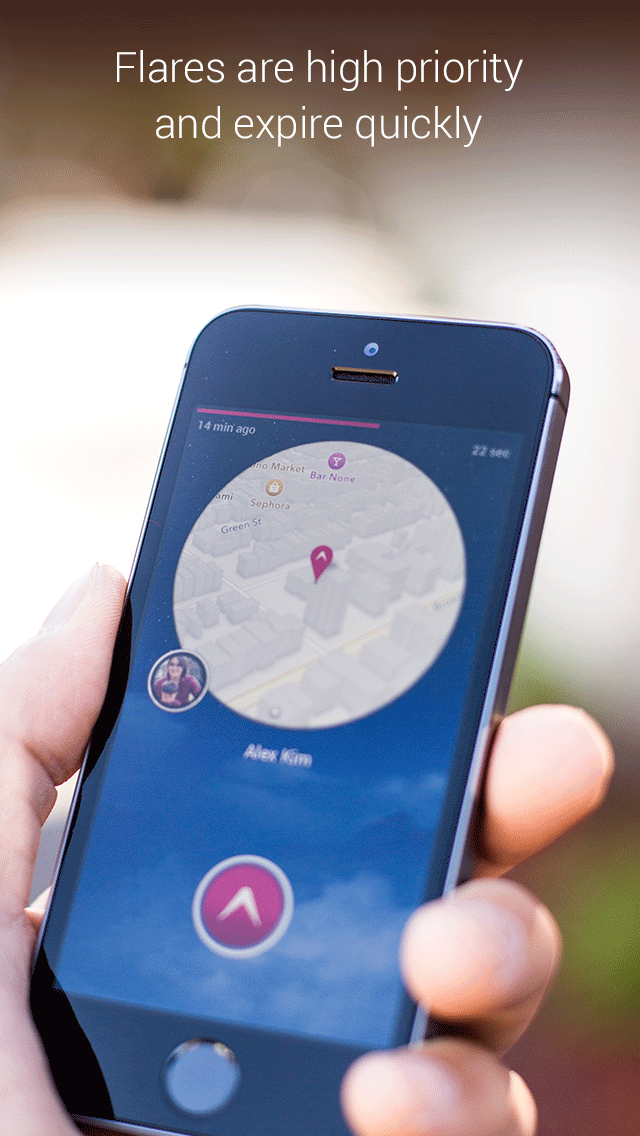 Flares are high priority
and expire quickly
14 min ago
22 sec
Market
Bar None
Sephora
Green St
Alex Kim